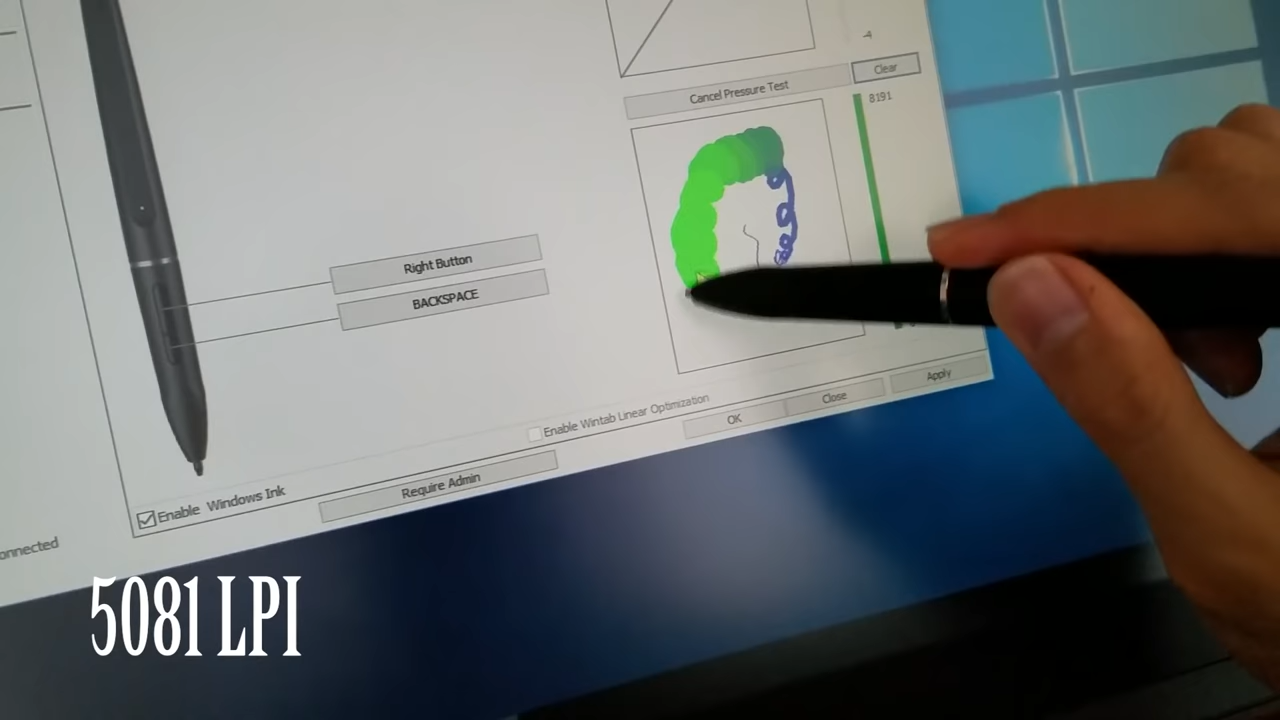 -4
Clear
Cancel Pressure Test
8191
Right Button
BACKSPACE
Enable Wintab Linear Optimization
OK
Close
Apply
Enable Windows Ink
Require Admin
onnected
5081 LPI